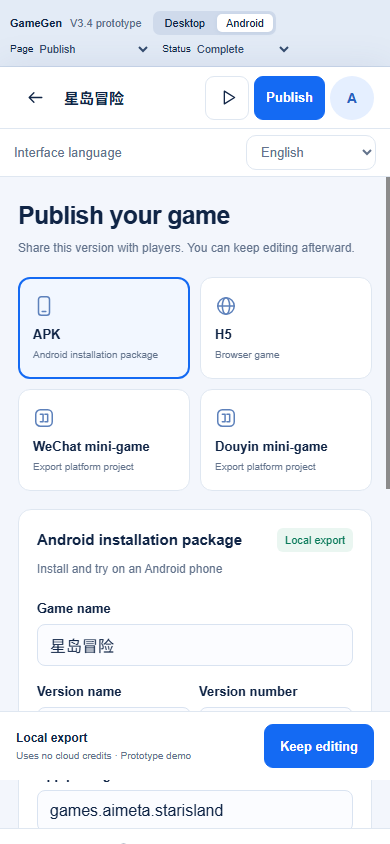 GameGen V3.4 prototype Desktop Android
Page Publish Status Complete
星岛冒险 Publish A
Interface language English
Publish your game
Share this version with players. You can keep editing afterward.
APK
Android installation package
H5
Browser game
WeChat mini-game
Export platform project
Douyin mini-game
Export platform project
Android installation package Local export
Install and try on an Android phone
Game name
星岛冒险
Version name Version number
Local export
Uses no cloud credits · Prototype demo
Keep editing
games.aimeta.starisland